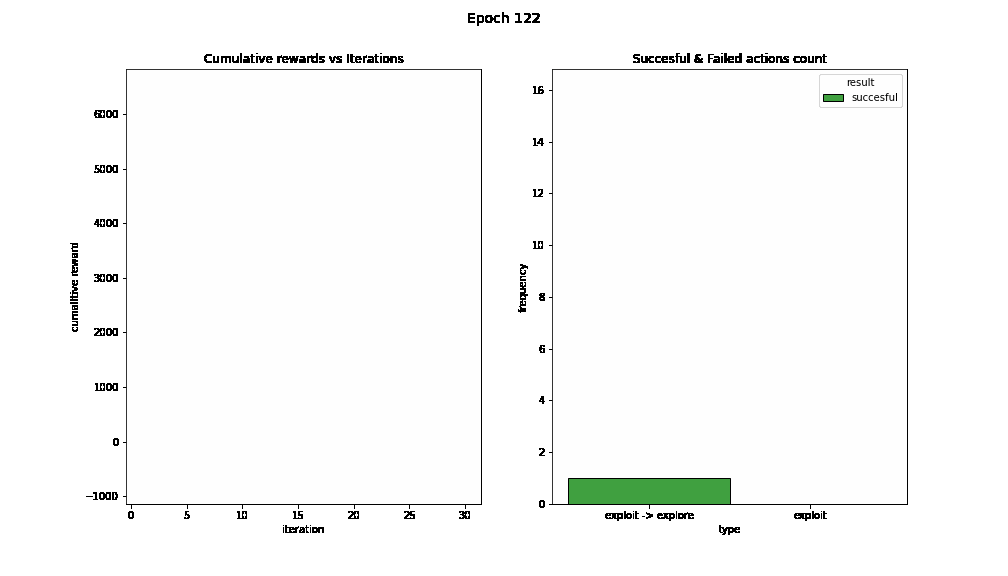 Epoch 122
Cumulative rewards vs Iterations
6000
5000
4000
3000
2000
1000
0
−1000
cumalitive reward
0 5 10 15 20 25 30
iteration
Succesful & Failed actions count
result
succesful
16
14
12
10
8
6
4
2
0
frequency
exploit -> explore exploit
type